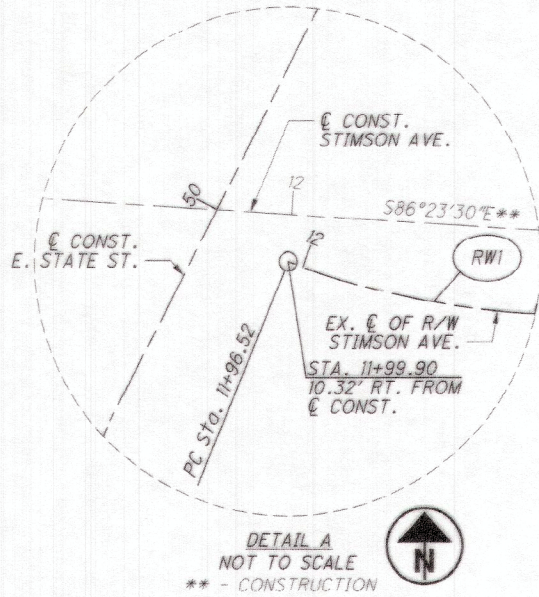 ℄ CONST.
STIMSON AVE.
12
50
S86°23'30"E**
℄ CONST.
E. STATE ST.
12
RW1
EX. ℄ OF R/W
STIMSON AVE.
STA. 11+99.90
10.32' RT. FROM
℄ CONST.
PC Sta. 11+96.52
DETAIL A
NOT TO SCALE
** - CONSTRUCTION
N